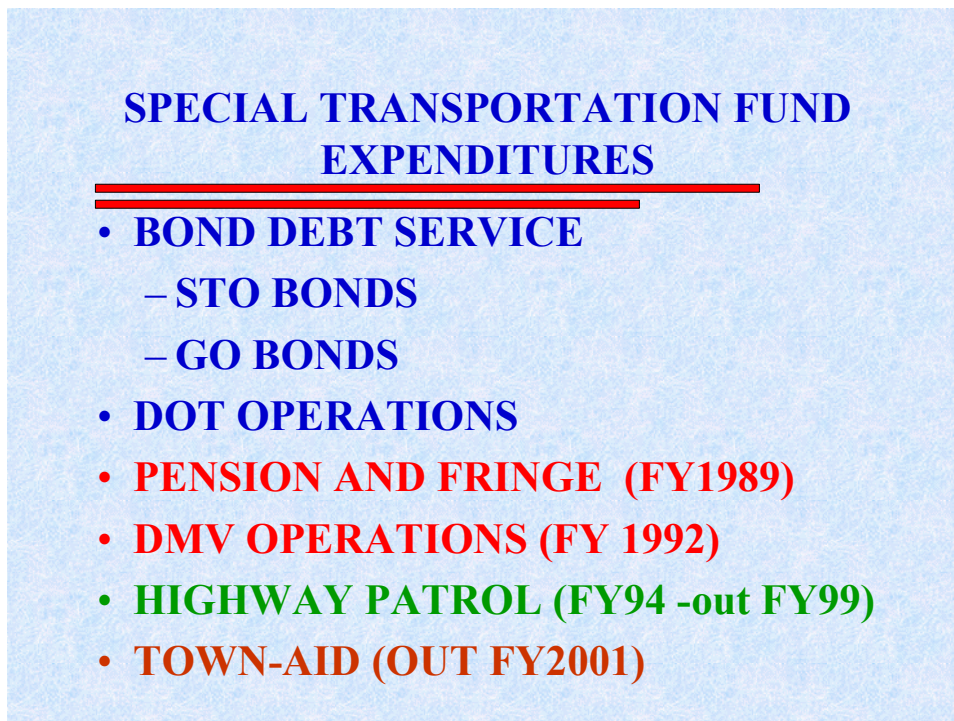 SPECIAL TRANSPORTATION FUND
EXPENDITURES
• BOND DEBT SERVICE
– STO BONDS
– GO BONDS
• DOT OPERATIONS
• PENSION AND FRINGE (FY1989)
• DMV OPERATIONS (FY 1992)
• HIGHWAY PATROL (FY94 -out FY99)
• TOWN-AID (OUT FY2001)